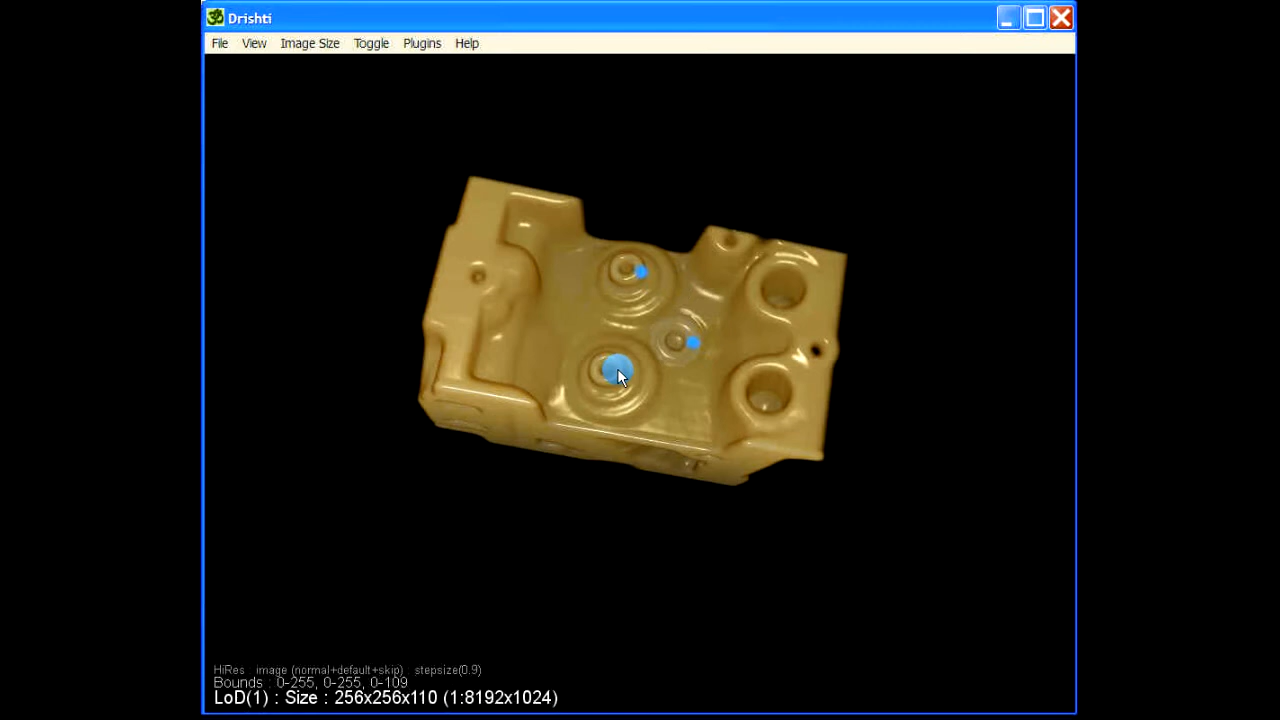 Drishti
File View Image Size Toggle Plugins Help
HiRes image (normal+default+skip) stepsize(0.9)
Bounds : 0-255, 0-255, 0-109
LoD(1) : Size : 256x256x110 (1:8192x1024)